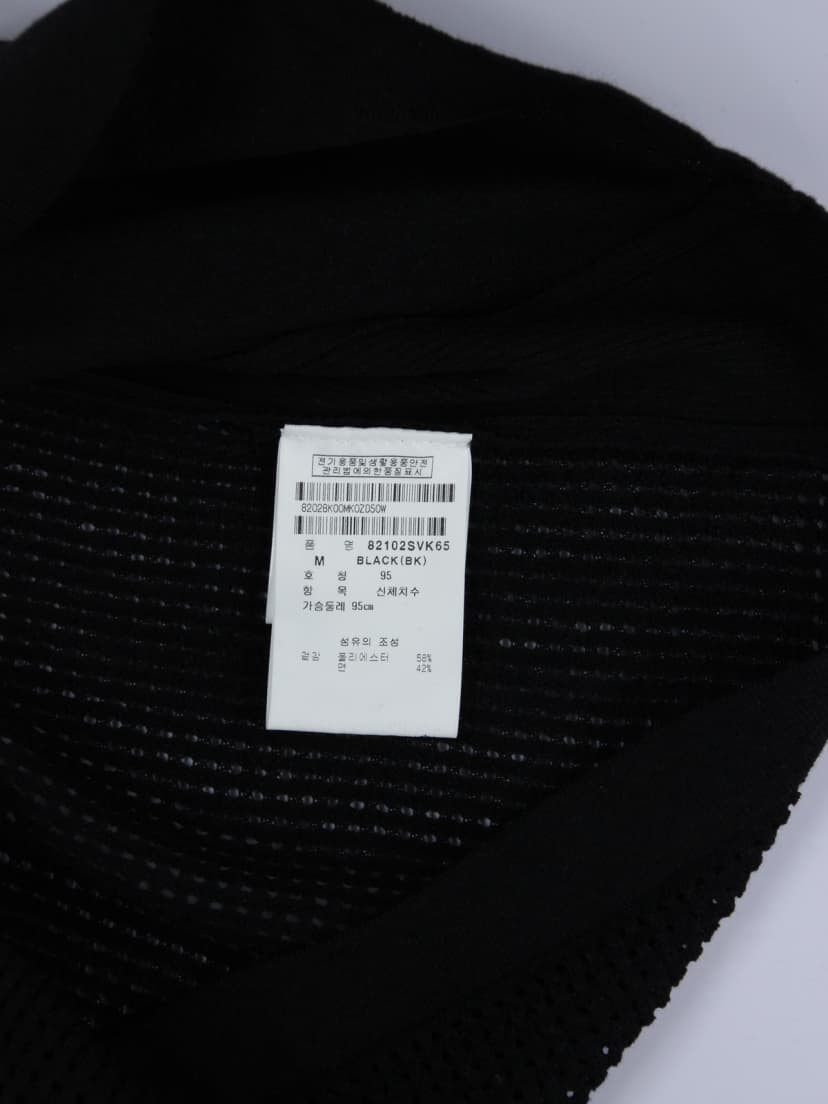 전기용품및생활용품안전
관리법에의한품질표시
8202BK00MK0Z050W
품 명 82102SVK65
M BLACK(BK)
호 칭 95
항 목 신체치수
가슴둘레 95cm
섬유의 조성
겉감 폴리에스터 58%
면 42%